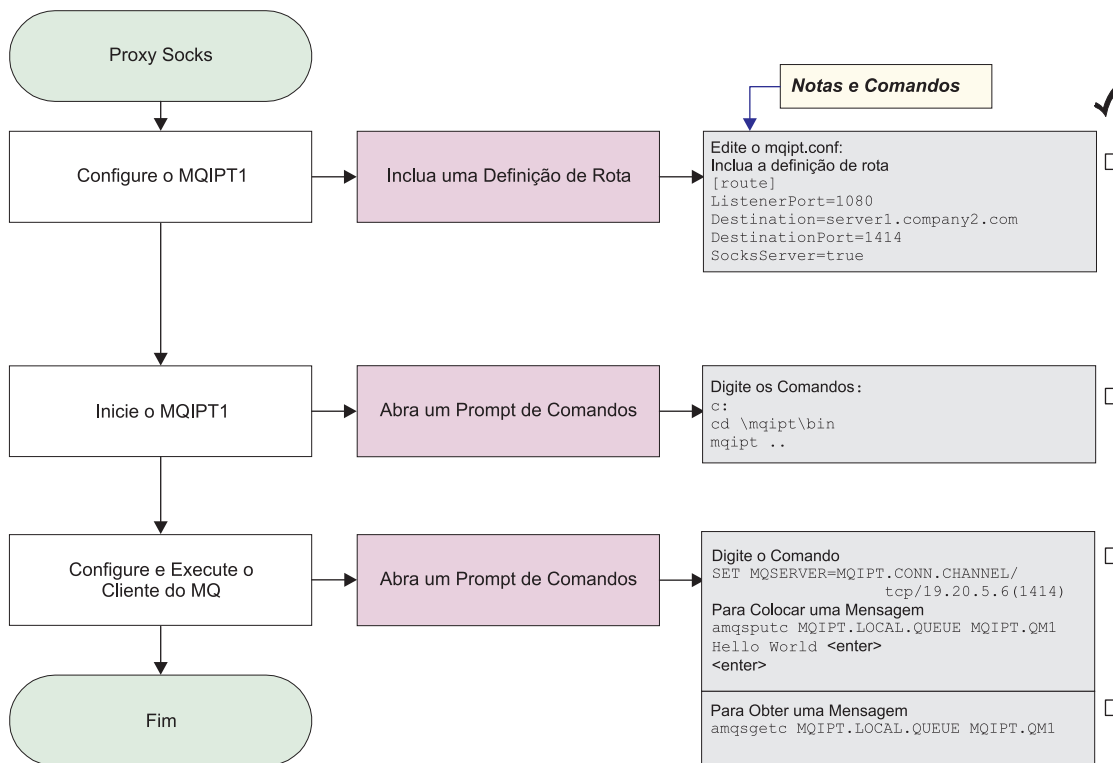 Proxy Socks
Notas e Comandos
Configure o MQIPT1
Inclua uma Definição de Rota
Edite o mqipt.conf:
Inclua a definição de rota
[route]
ListenerPort=1080
Destination=server1.company2.com
DestinationPort=1414
SocksServer=true
Inicie o MQIPT1
Abra um Prompt de Comandos
Digite os Comandos:
c:
cd \mqipt\bin
mqipt ..
Configure e Execute o
Cliente do MQ
Abra um Prompt de Comandos
Digite o Comando
SET MQSERVER=MQIPT.CONN.CHANNEL/
tcp/19.20.5.6(1414)
Para Colocar uma Mensagem
amqsputc MQIPT.LOCAL.QUEUE MQIPT.QM1
Hello World <enter>
<enter>
Fim
Para Obter uma Mensagem
amqsgetc MQIPT.LOCAL.QUEUE MQIPT.QM1